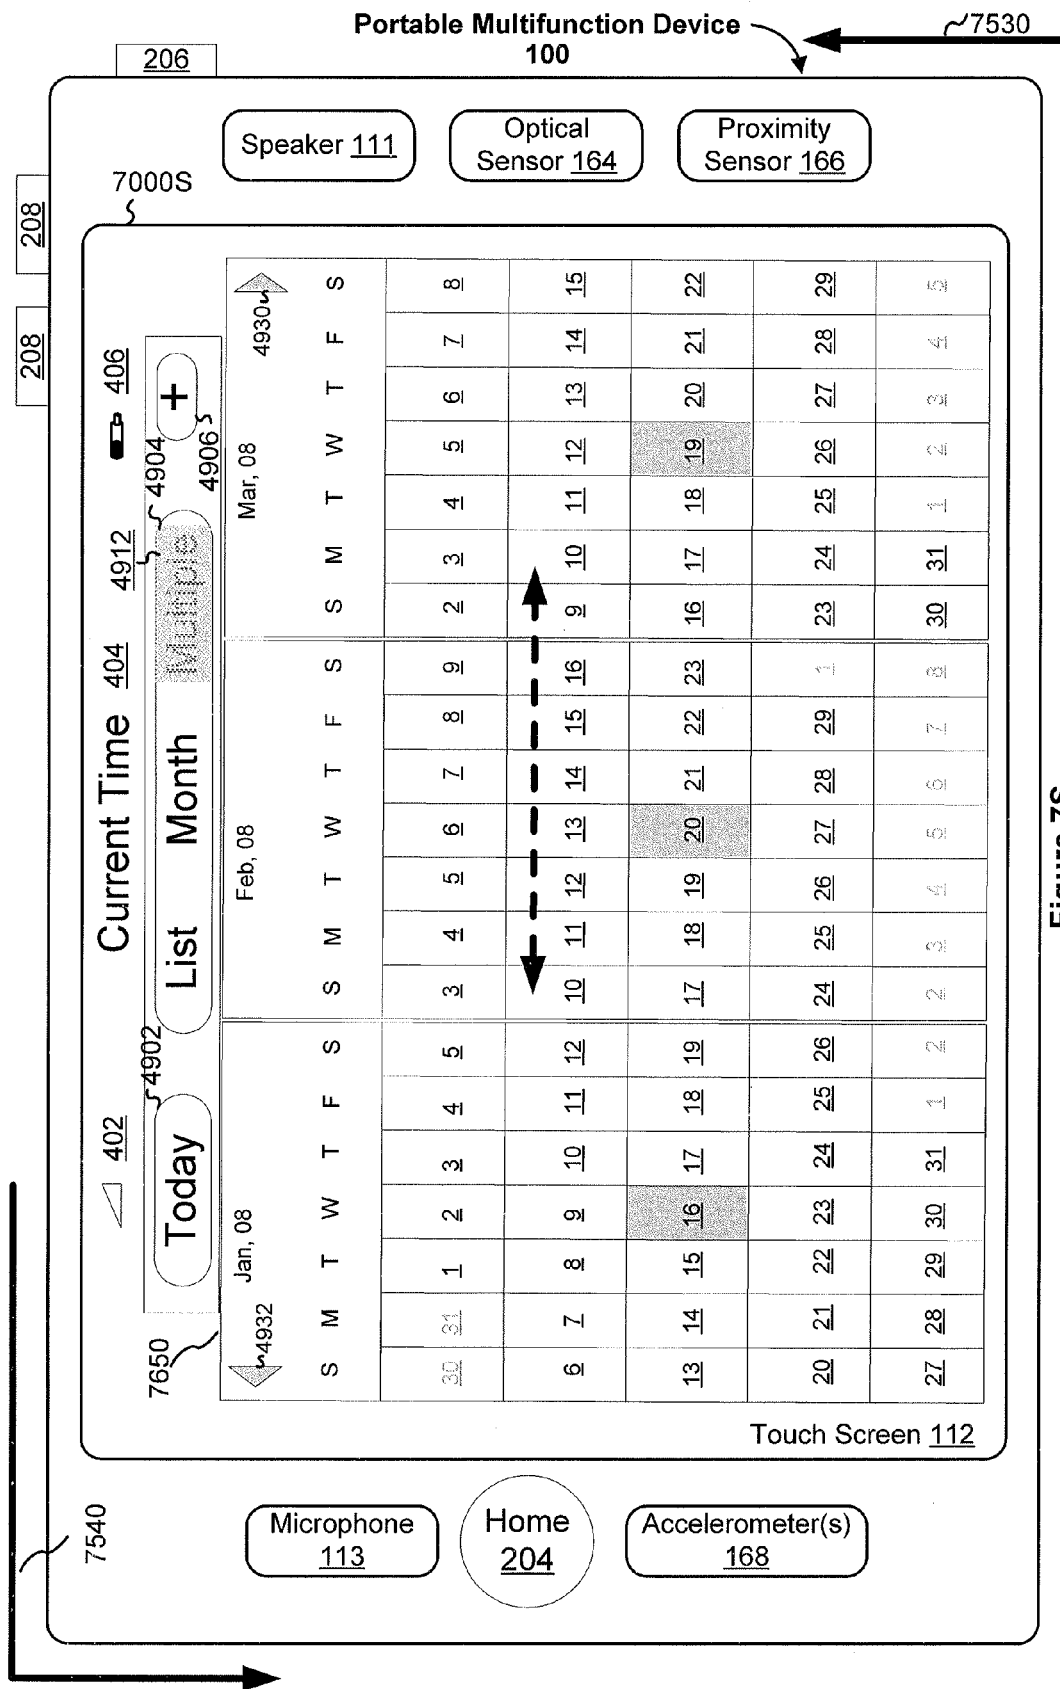 Portable Multifunction Device
100
7530
206
208
208
7000S
Speaker 111
Optical
Sensor 164
Proximity
Sensor 166
402
Current Time 404
406
4902
4912
4904
Today
List Month Multiple
+
4906
7650
4932
Jan, 08
Feb, 08
Mar, 08
4930
S M T W T F S S M T W T F S S M T W T F S
30 31 1 2 3 4 5 3 4 5 6 7 8 9 2 3 4 5 6 7 8
6 7 8 9 10 11 12 10 11 12 13 14 15 16 9 10 11 12 13 14 15
13 14 15 16 17 18 19 17 18 19 20 21 22 23 16 17 18 19 20 21 22
20 21 22 23 24 25 26 24 25 26 27 28 29 1 23 24 25 26 27 28 29
27 28 29 30 31 1 2 2 3 4 5 6 7 8 30 31 1 2 3 4 5
Touch Screen 112
7540
Microphone
113
Home
204
Accelerometer(s)
168
Figure 7S